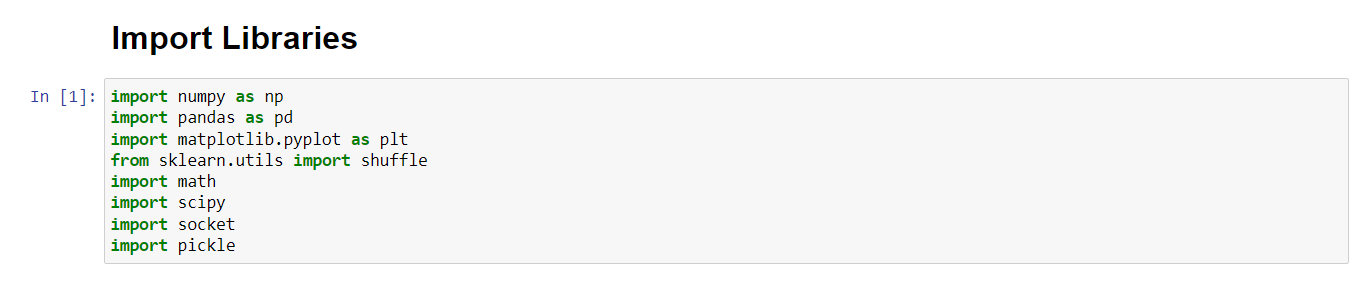 Import Libraries
In [1]: import numpy as np
import pandas as pd
import matplotlib.pyplot as plt
from sklearn.utils import shuffle
import math
import scipy
import socket
import pickle